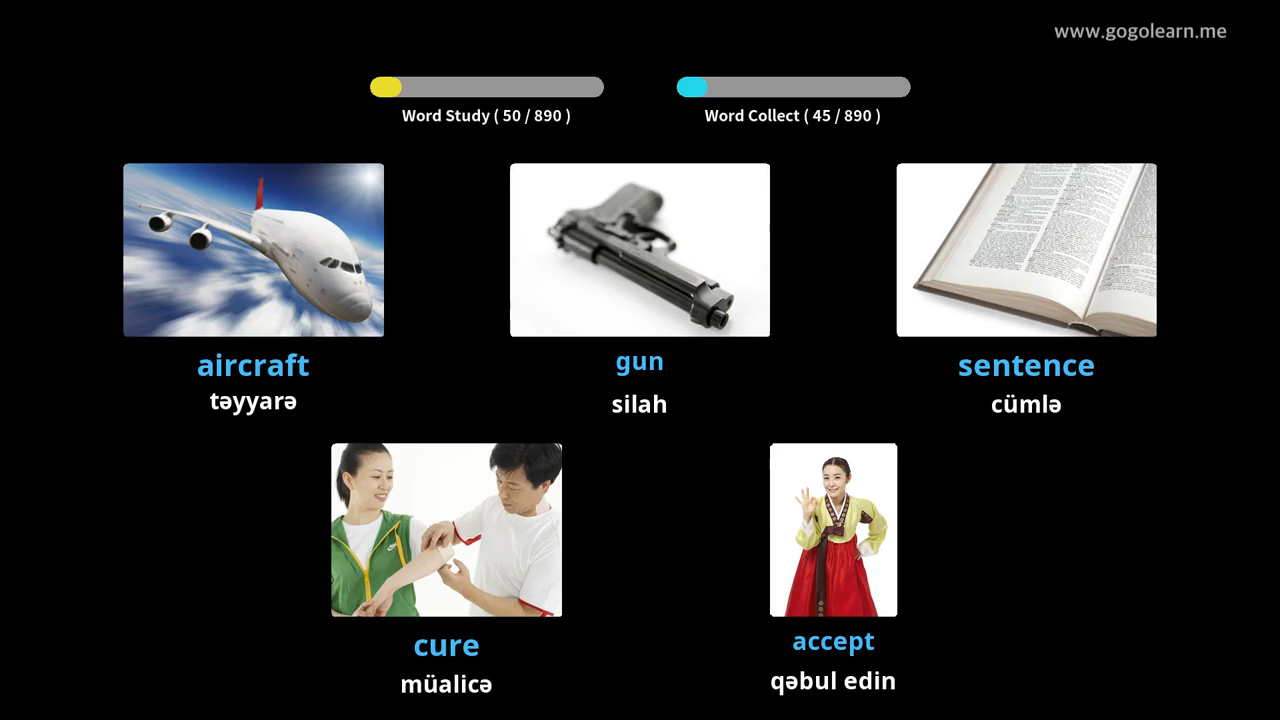 www.gogolearn.me
Word Study ( 50 / 890 )
Word Collect ( 45 / 890 )
aircraft
təyyarə
gun
silah
sentence
cümlə
cure
müalicə
accept
qəbul edin